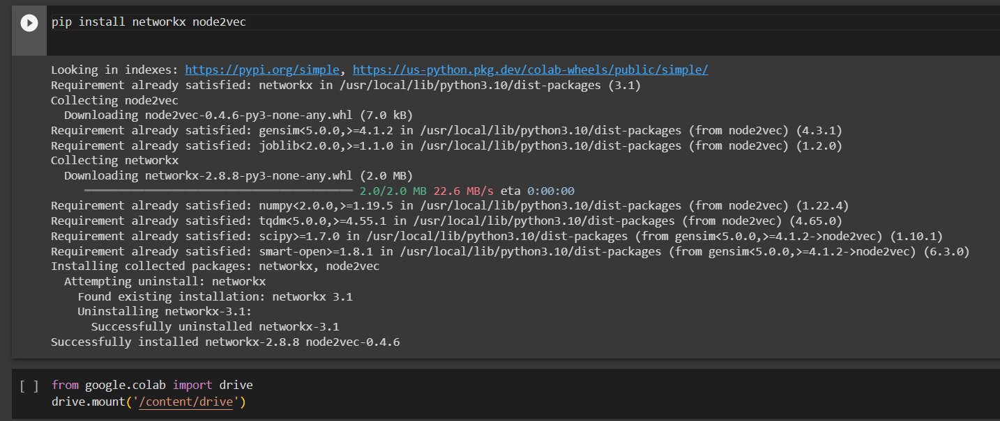 pip install networkx node2vec
Looking in indexes: https://pypi.org/simple, https://us-python.pkg.dev/colab-wheels/public/simple/
Requirement already satisfied: networkx in /usr/local/lib/python3.10/dist-packages (3.1)
Collecting node2vec
  Downloading node2vec-0.4.6-py3-none-any.whl (7.0 kB)
Requirement already satisfied: gensim<5.0.0,>=4.1.2 in /usr/local/lib/python3.10/dist-packages (from node2vec) (4.3.1)
Requirement already satisfied: joblib<2.0.0,>=1.1.0 in /usr/local/lib/python3.10/dist-packages (from node2vec) (1.2.0)
Collecting networkx
  Downloading networkx-2.8.8-py3-none-any.whl (2.0 MB)
2.0/2.0 MB 22.6 MB/s eta 0:00:00
Requirement already satisfied: numpy<2.0.0,>=1.19.5 in /usr/local/lib/python3.10/dist-packages (from node2vec) (1.22.4)
Requirement already satisfied: tqdm<5.0.0,>=4.55.1 in /usr/local/lib/python3.10/dist-packages (from node2vec) (4.65.0)
Requirement already satisfied: scipy>=1.7.0 in /usr/local/lib/python3.10/dist-packages (from gensim<5.0.0,>=4.1.2->node2vec) (1.10.1)
Requirement already satisfied: smart-open>=1.8.1 in /usr/local/lib/python3.10/dist-packages (from gensim<5.0.0,>=4.1.2->node2vec) (6.3.0)
Installing collected packages: networkx, node2vec
  Attempting uninstall: networkx
    Found existing installation: networkx 3.1
    Uninstalling networkx-3.1:
      Successfully uninstalled networkx-3.1
Successfully installed networkx-2.8.8 node2vec-0.4.6
[ ] from google.colab import drive
drive.mount('/content/drive')